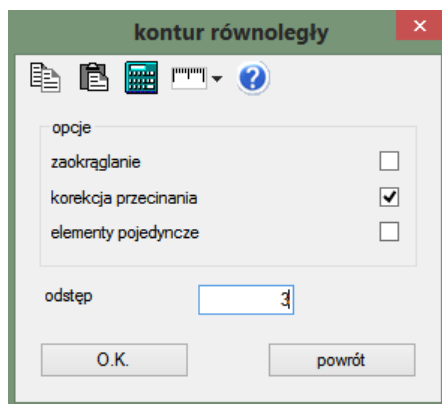 kontur równoległy
opcje
zaokrąglanie
korekcja przecinania
elementy pojedyncze
odstęp 3
O.K. powrót